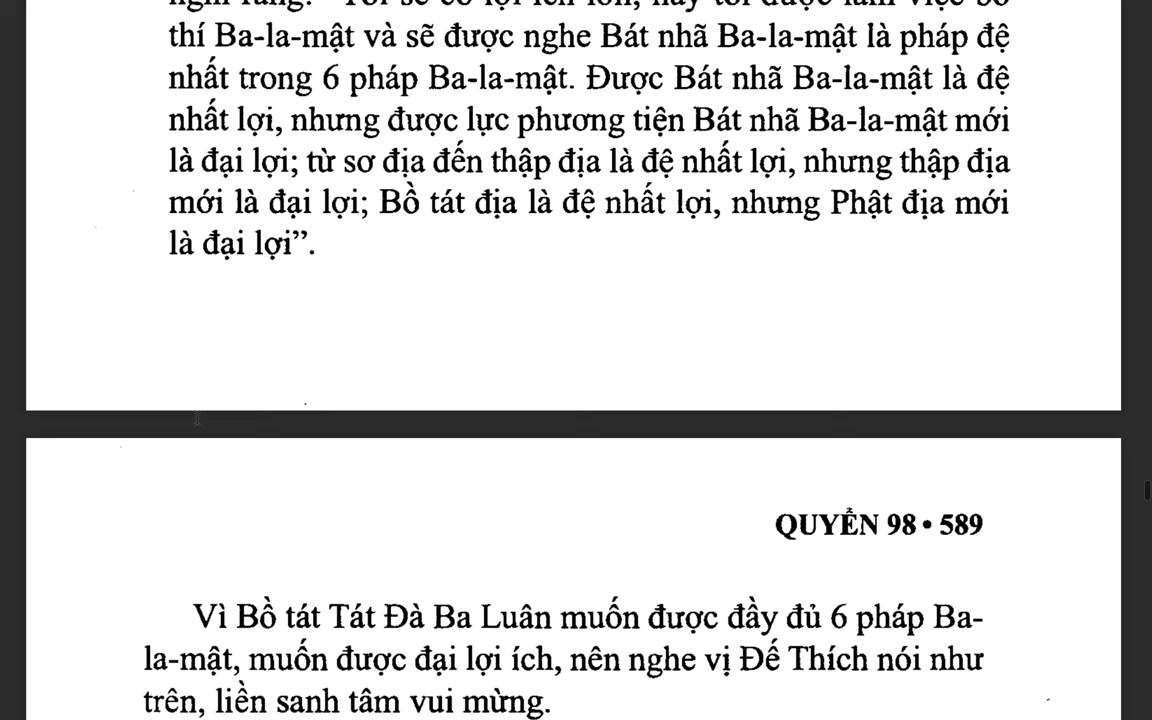 thí Ba-la-mật và sẽ được nghe Bát nhã Ba-la-mật là pháp đệ
nhất trong 6 pháp Ba-la-mật. Được Bát nhã Ba-la-mật là đệ
nhất lợi, nhưng được lực phương tiện Bát nhã Ba-la-mật mới
là đại lợi; từ sơ địa đến thập địa là đệ nhất lợi, nhưng thập địa
mới là đại lợi; Bồ tát địa là đệ nhất lợi, nhưng Phật địa mới
là đại lợi”.
QUYỂN 98 • 589
Vì Bồ tát Tát Đà Ba Luân muốn được đầy đủ 6 pháp Ba-
la-mật, muốn được đại lợi ích, nên nghe vị Đế Thích nói như
trên, liền sanh tâm vui mừng.